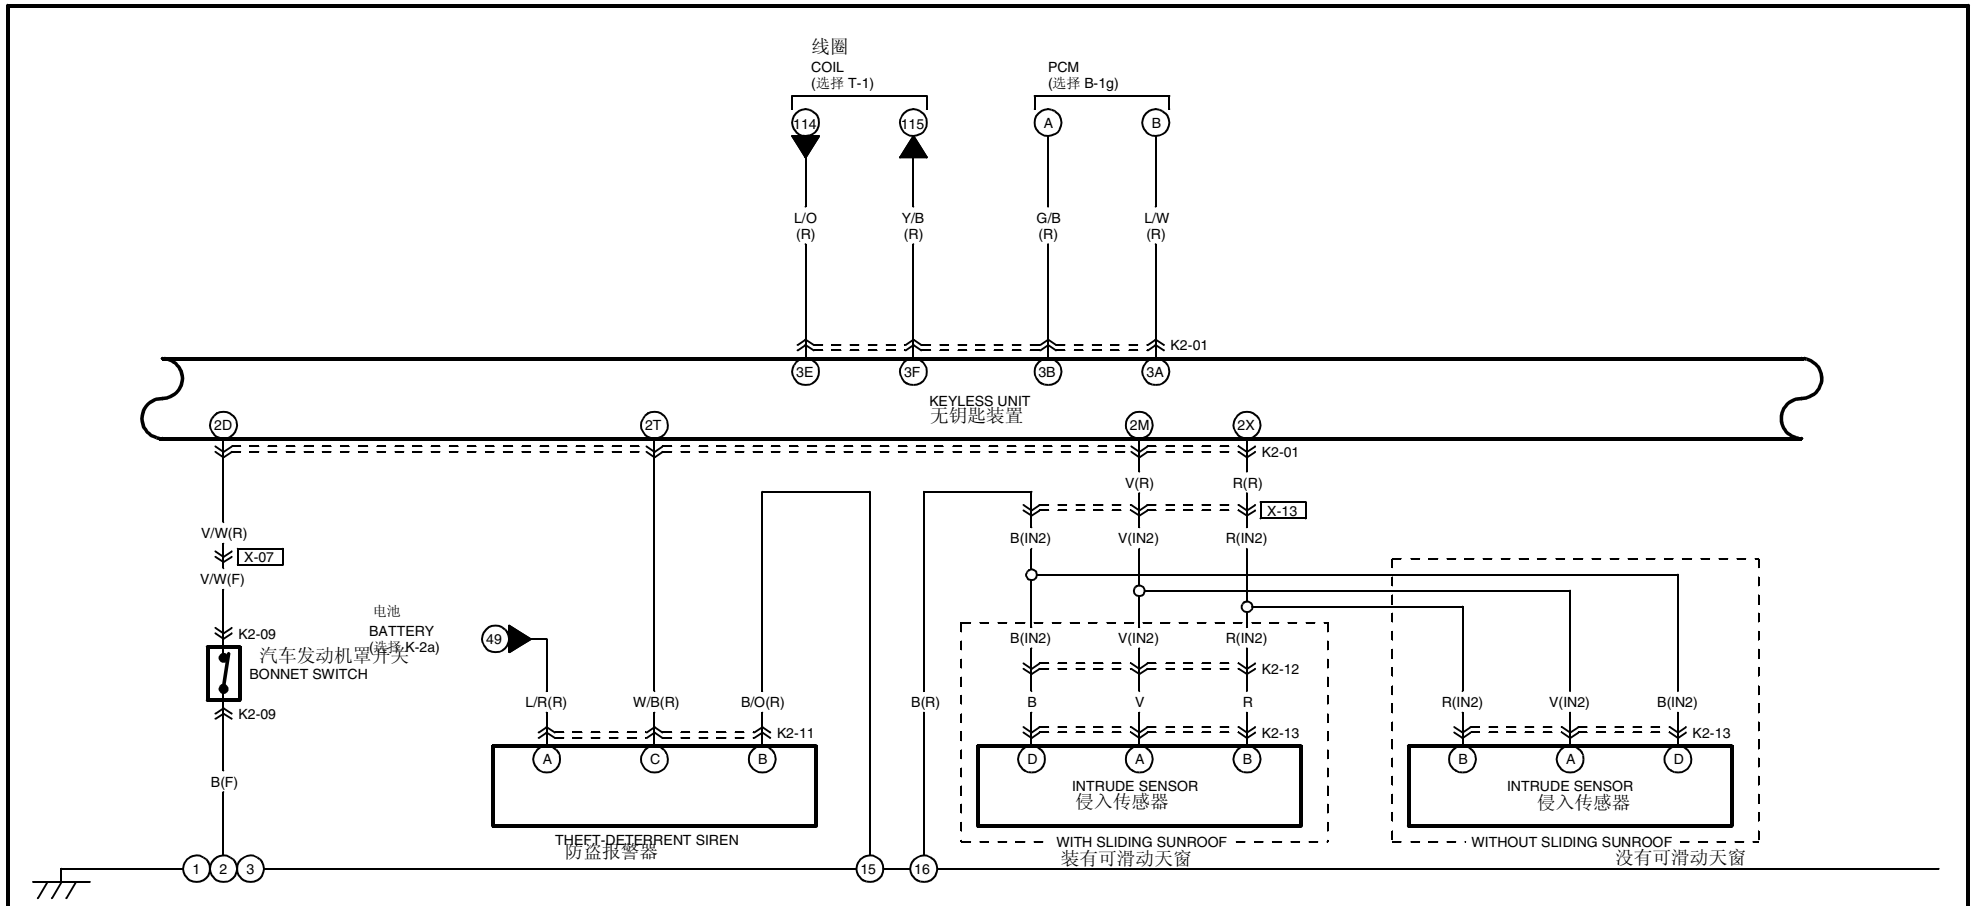 线圈
COIL
(选择 T-1)
PCM
(选择 B-1g)
114
115
A
B
L/O
(R)
Y/B
(R)
G/B
(R)
L/W
(R)
K2-01
3E
3F
3B
3A
KEYLESS UNIT
无钥匙装置
2D
2T
2M
2X
K2-01
V(R)
R(R)
X-13
V/W(R)
B(IN2)
V(IN2)
R(IN2)
X-07
V/W(F)
电池
BATTERY
(选择 K-2a)
49
K2-09
汽车发动机罩开关
BONNET SWITCH
B(IN2)
V(IN2)
R(IN2)
K2-12
K2-09
L/R(R)
W/B(R)
B/O(R)
B(R)
B
V
R
R(IN2)
V(IN2)
B(IN2)
K2-11
K2-13
K2-13
A
C
B
D
A
B
B
A
D
B(F)
INTRUDE SENSOR
侵入传感器
INTRUDE SENSOR
侵入传感器
THEFT-DETERRENT SIREN
防盗报警器
WITH SLIDING SUNROOF
装有可滑动天窗
WITHOUT SLIDING SUNROOF
没有可滑动天窗
1
2
3
15
16